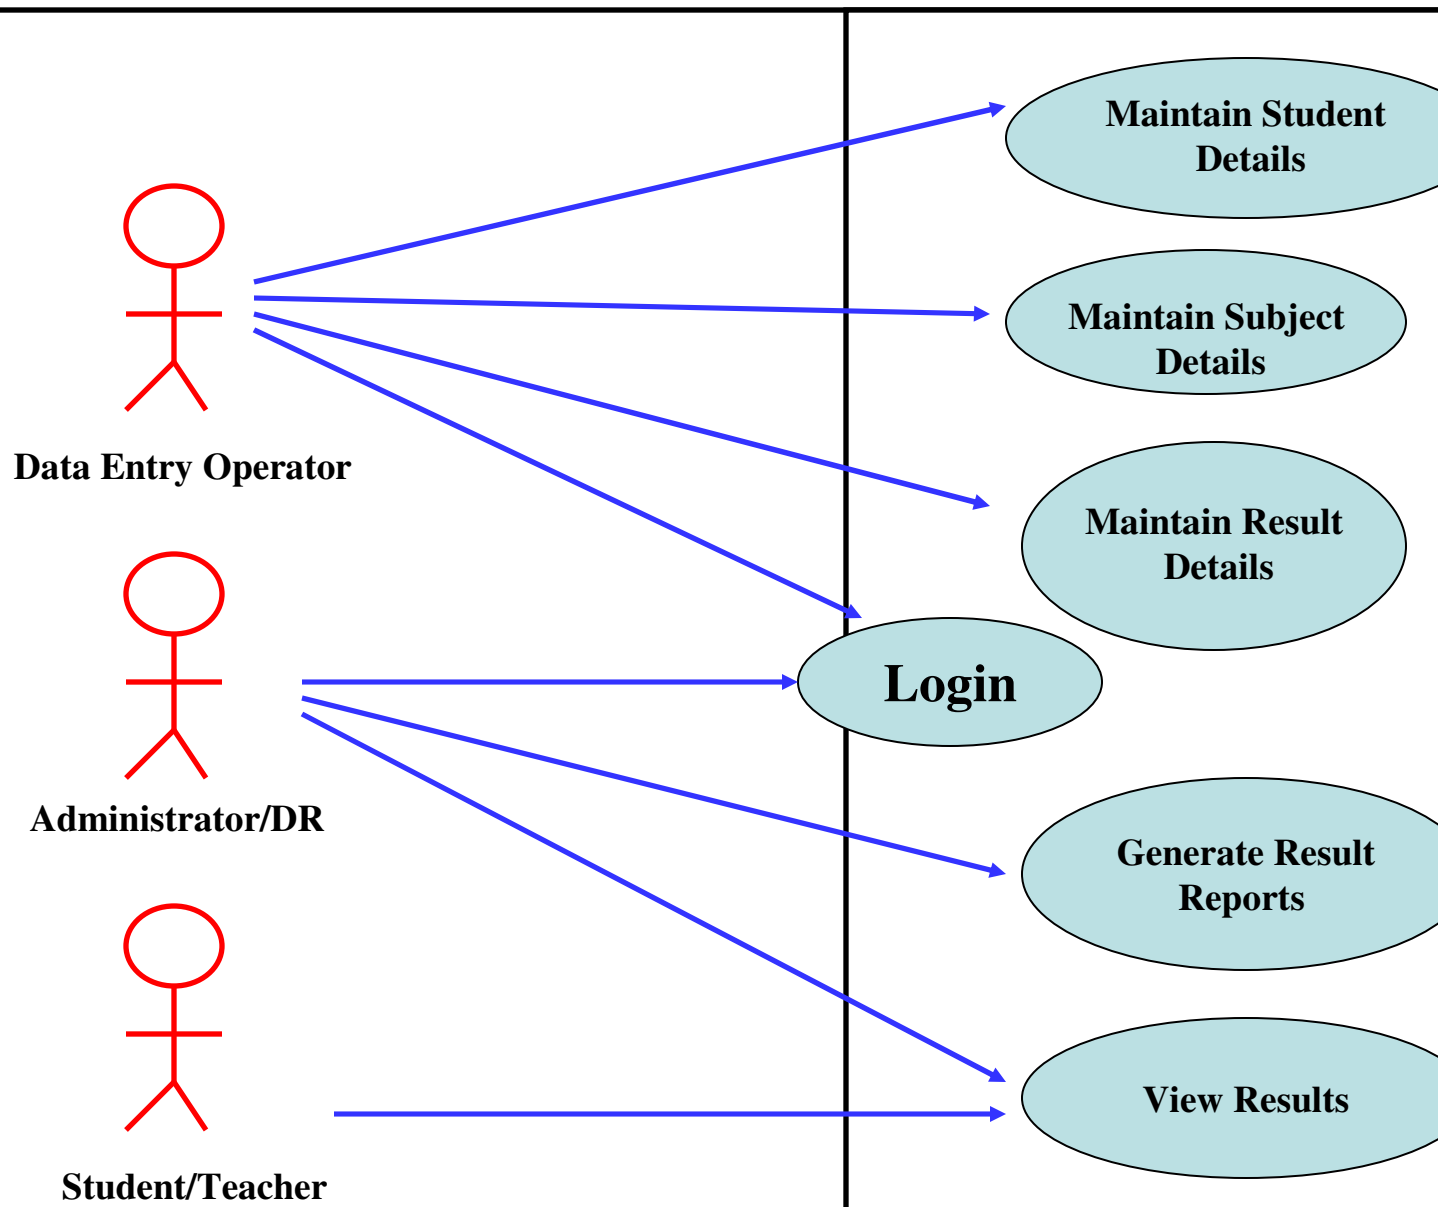 Maintain Student
Details
Maintain Subject
Details
Data Entry Operator
Maintain Result
Details
Login
Administrator/DR
Generate Result
Reports
View Results
Student/Teacher